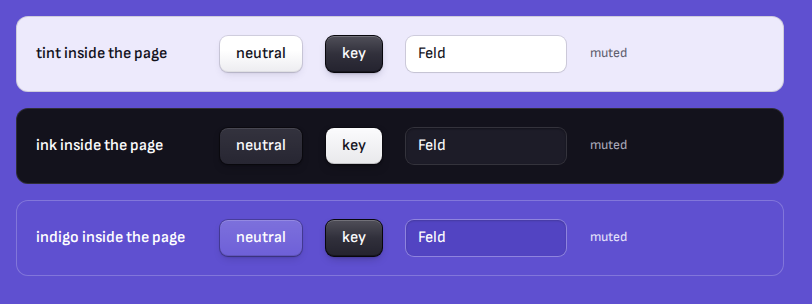 tint inside the page neutral key Feld muted
ink inside the page neutral key Feld muted
indigo inside the page neutral key Feld muted